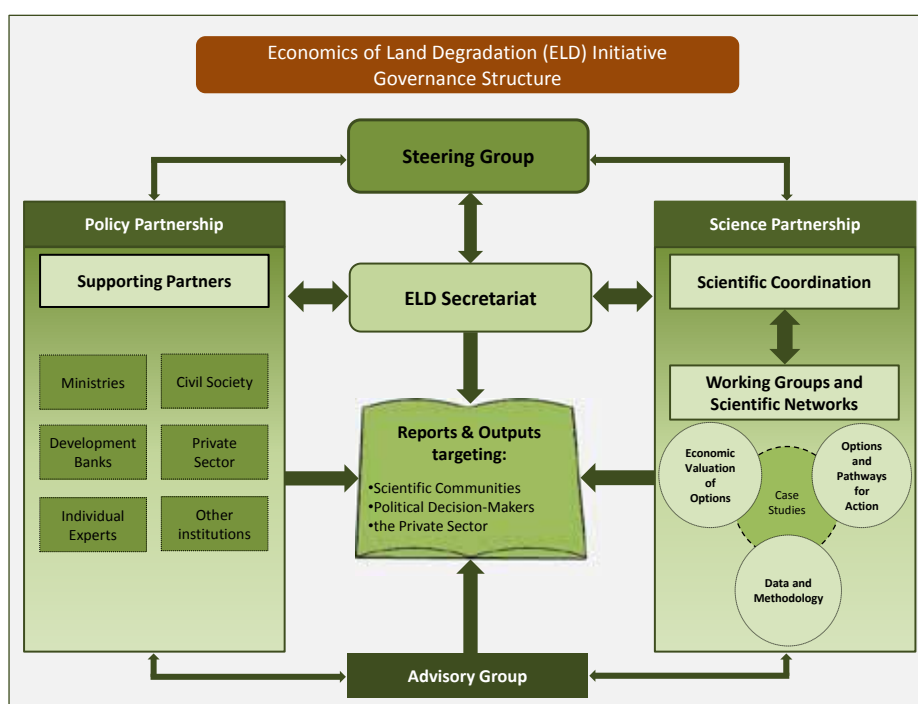 Economics of Land Degradation (ELD) Initiative
Governance Structure
Steering Group
Policy Partnership
Supporting Partners
Ministries
Civil Society
Development
Banks
Private
Sector
Individual
Experts
Other
institutions
ELD Secretariat
Reports & Outputs
targeting:
•Scientific Communities
•Political Decision-Makers
•the Private Sector
Science Partnership
Scientific Coordination
Working Groups and
Scientific Networks
Economic
Valuation
of
Options
Case
Studies
Options
and
Pathways
for
Action
Data and
Methodology
Advisory Group